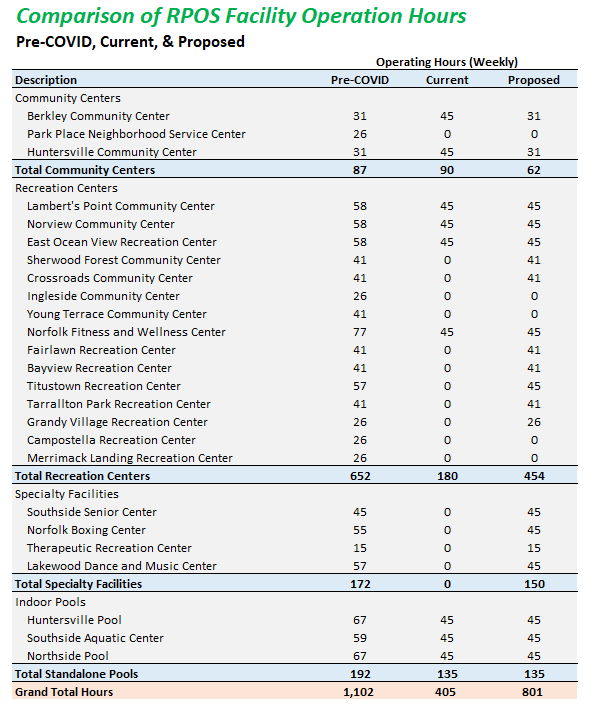 Comparison of RPOS Facility Operation Hours
Pre-COVID, Current, & Proposed
Operating Hours (Weekly)
Description Pre-COVID Current Proposed
Community Centers
Berkley Community Center 31 45 31
Park Place Neighborhood Service Center 26 0 0
Huntersville Community Center 31 45 31
Total Community Centers 87 90 62
Recreation Centers
Lambert's Point Community Center 58 45 45
Norview Community Center 58 45 45
East Ocean View Recreation Center 58 45 45
Sherwood Forest Community Center 41 0 41
Crossroads Community Center 41 0 41
Ingleside Community Center 26 0 0
Young Terrace Community Center 41 0 0
Norfolk Fitness and Wellness Center 77 45 45
Fairlawn Recreation Center 41 0 41
Bayview Recreation Center 41 0 41
Titustown Recreation Center 57 0 45
Tarrallton Park Recreation Center 41 0 41
Grandy Village Recreation Center 26 0 26
Campostella Recreation Center 26 0 0
Merrimack Landing Recreation Center 26 0 0
Total Recreation Centers 652 180 454
Specialty Facilities
Southside Senior Center 45 0 45
Norfolk Boxing Center 55 0 45
Therapeutic Recreation Center 15 0 15
Lakewood Dance and Music Center 57 0 45
Total Specialty Facilities 172 0 150
Indoor Pools
Huntersville Pool 67 45 45
Southside Aquatic Center 59 45 45
Northside Pool 67 45 45
Total Standalone Pools 192 135 135
Grand Total Hours 1,102 405 801